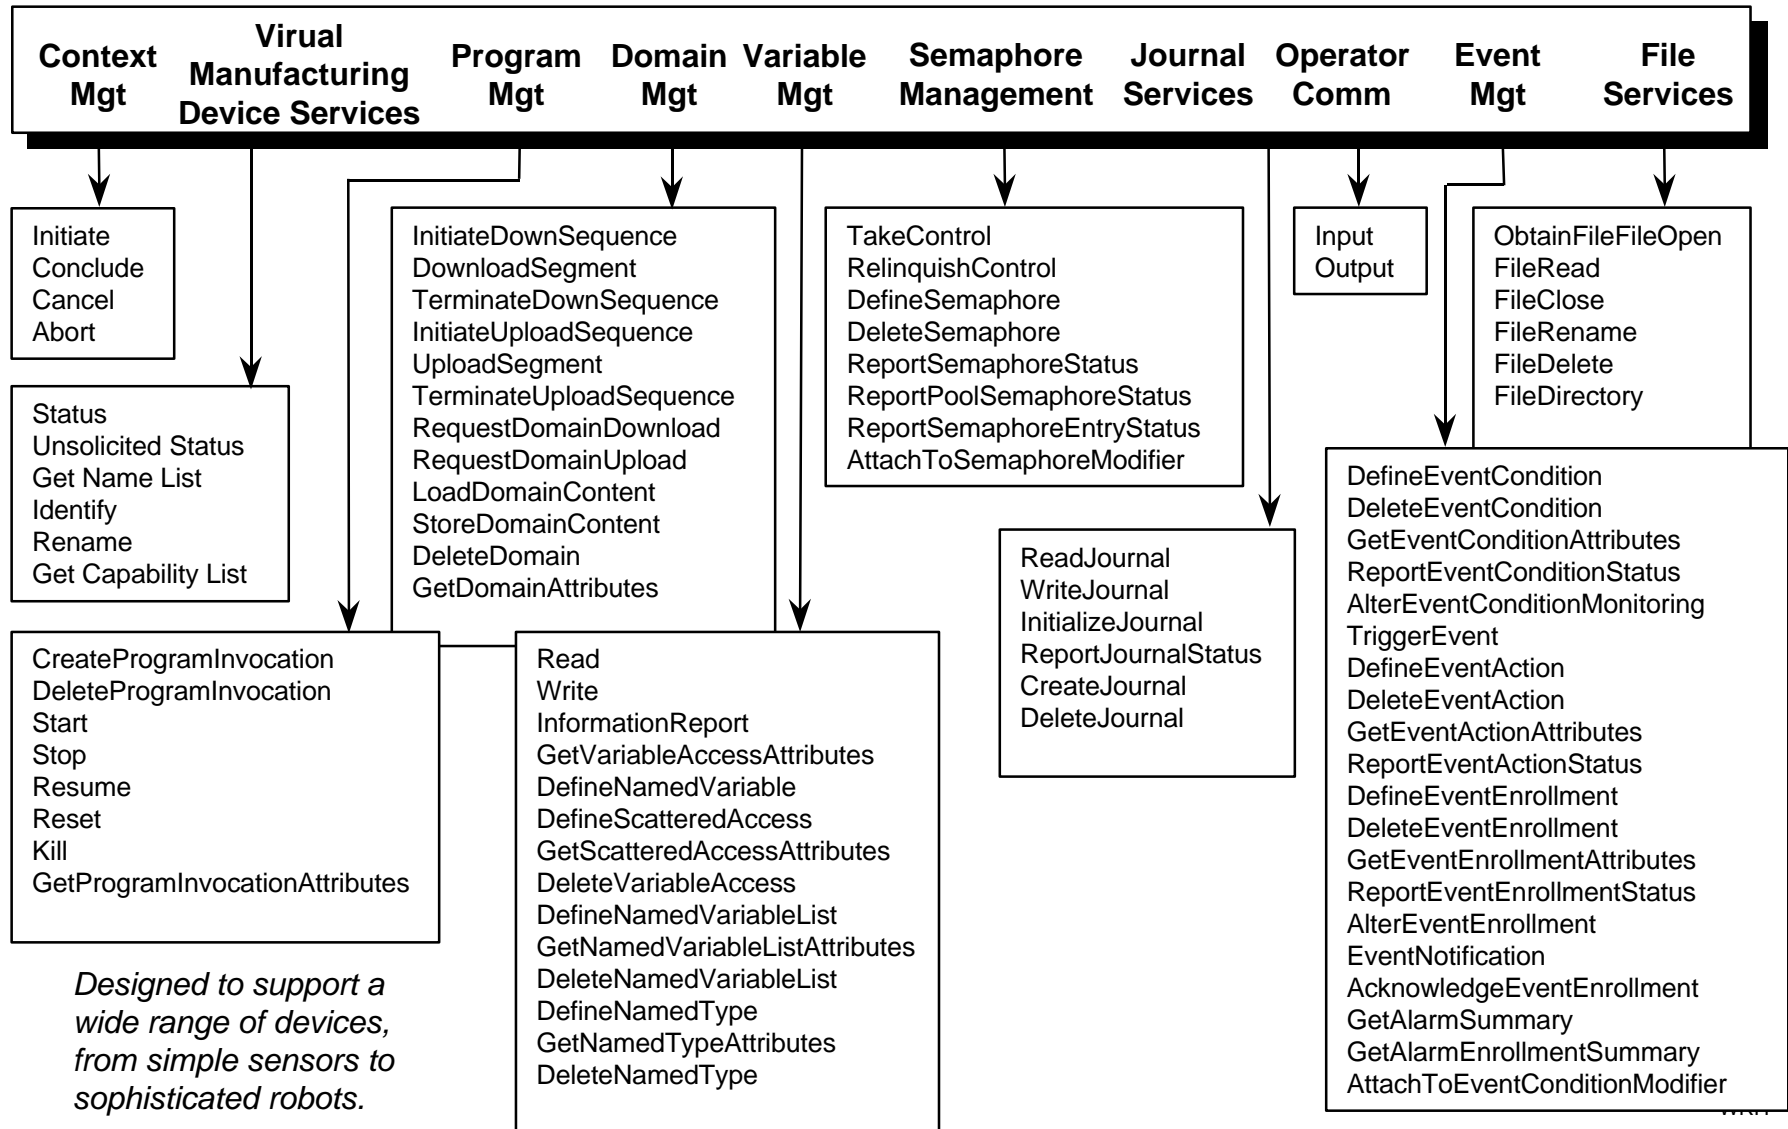 Context
Mgt
Virual
Manufacturing
Device Services
Program
Mgt
Domain
Mgt
Variable
Mgt
Semaphore
Management
Journal
Services
Operator
Comm
Event
Mgt
File
Services
Initiate
Conclude
Cancel
Abort
Status
Unsolicited Status
Get Name List
Identify
Rename
Get Capability List
CreateProgramInvocation
DeleteProgramInvocation
Start
Stop
Resume
Reset
Kill
GetProgramInvocationAttributes
InitiateDownSequence
DownloadSegment
TerminateDownSequence
InitiateUploadSequence
UploadSegment
TerminateUploadSequence
RequestDomainDownload
RequestDomainUpload
LoadDomainContent
StoreDomainContent
DeleteDomain
GetDomainAttributes
Read
Write
InformationReport
GetVariableAccessAttributes
DefineNamedVariable
DefineScatteredAccess
GetScatteredAccessAttributes
DeleteVariableAccess
DefineNamedVariableList
GetNamedVariableListAttributes
DeleteNamedVariableList
DefineNamedType
GetNamedTypeAttributes
DeleteNamedType
TakeControl
RelinquishControl
DefineSemaphore
DeleteSemaphore
ReportSemaphoreStatus
ReportPoolSemaphoreStatus
ReportSemaphoreEntryStatus
AttachToSemaphoreModifier
ReadJournal
WriteJournal
InitializeJournal
ReportJournalStatus
CreateJournal
DeleteJournal
Input
Output
DefineEventCondition
DeleteEventCondition
GetEventConditionAttributes
ReportEventConditionStatus
AlterEventConditionMonitoring
TriggerEvent
DefineEventAction
DeleteEventAction
GetEventActionAttributes
ReportEventActionStatus
DefineEventEnrollment
DeleteEventEnrollment
GetEventEnrollmentAttributes
ReportEventEnrollmentStatus
AlterEventEnrollment
EventNotification
AcknowledgeEventEnrollment
GetAlarmSummary
GetAlarmEnrollmentSummary
AttachToEventConditionModifier
ObtainFileFileOpen
FileRead
FileClose
FileRename
FileDelete
FileDirectory
Designed to support a
wide range of devices,
from simple sensors to
sophisticated robots.